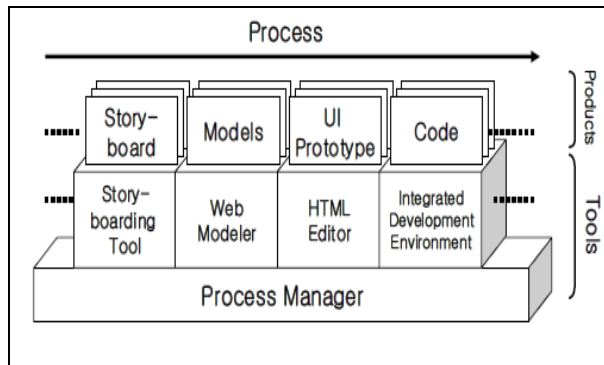 Process
Story-
board
Models
UI
Prototype
Code
Products
Story-
boarding
Tool
Web
Modeler
HTML
Editor
Integrated
Development
Environment
Tools
Process Manager